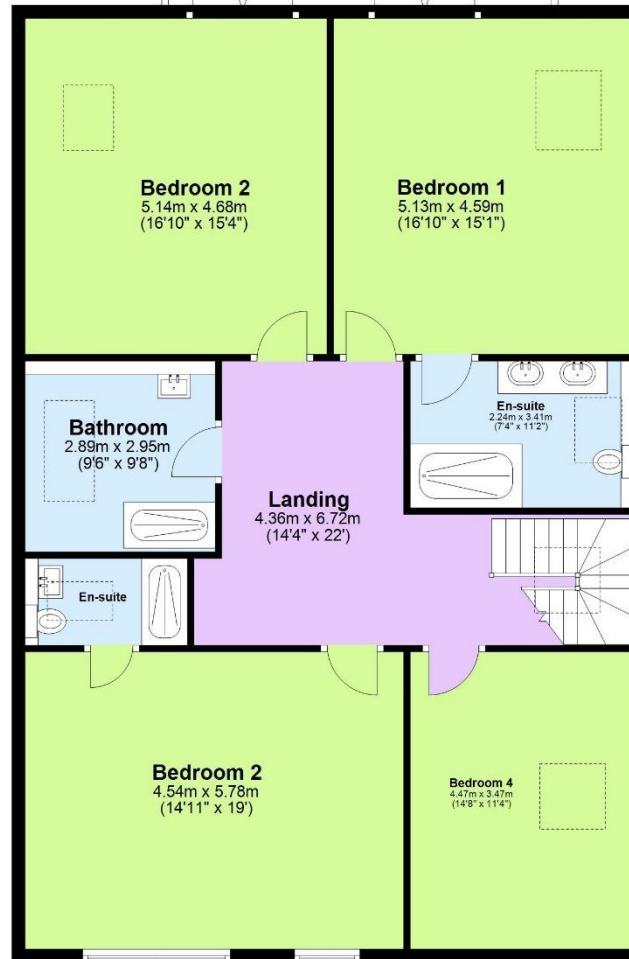 Bedroom 2
5.14m x 4.68m
(16'10" x 15'4")
Bedroom 1
5.13m x 4.59m
(16'10" x 15'1")
Bathroom
2.89m x 2.95m
(9'6" x 9'8")
En-suite
2.24m x 3.41m
(7'4" x 11'2")
Landing
4.36m x 6.72m
(14'4" x 22')
En-suite
Bedroom 2
4.54m x 5.78m
(14'11" x 19')
Bedroom 4
4.47m x 3.47m
(14'8" x 11'4")